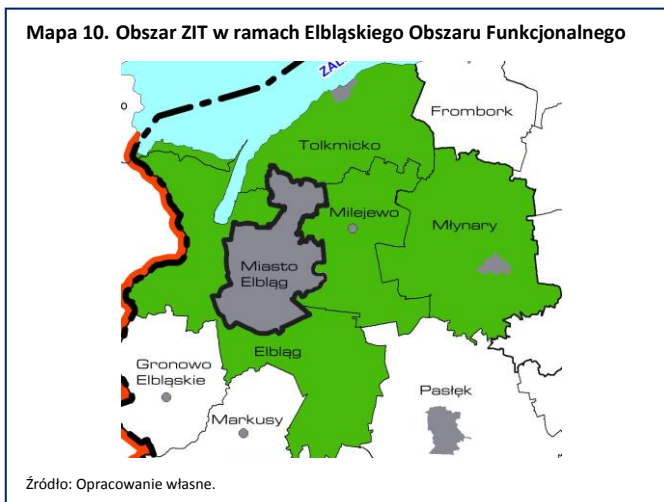 Mapa 10. Obszar ZIT w ramach Elbląskiego Obszaru Funkcjonalnego
ZAL
Frombork
Tolkmicko
Milejewo
Młynary
Miasto
Elbląg
Elbląg
Gronowo
Elbląskie
Pasłęk
Markusy
Źródło: Opracowanie własne.